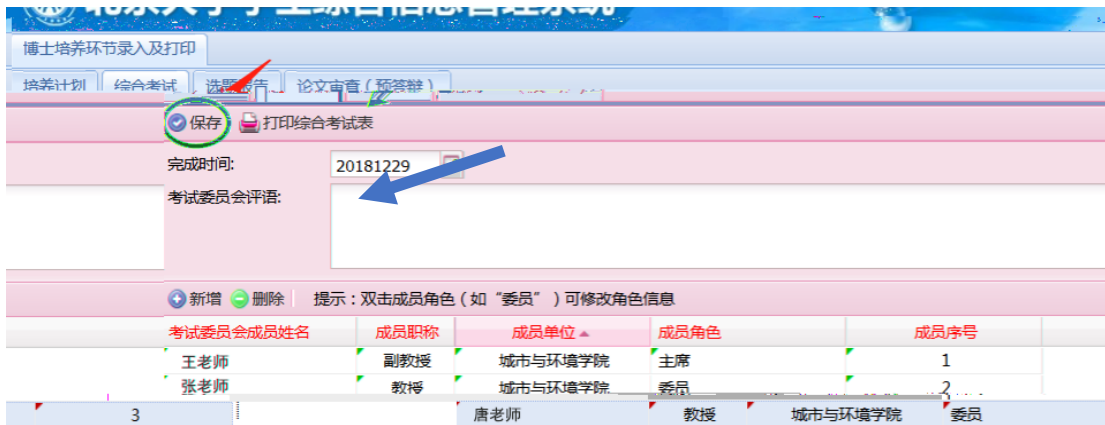 博士培养环节录入及打印
培养计划 综合考试 选题报告 论文审查（预答辩）
保存 打印综合考试表
完成时间: 20181229
考试委员会评语:
新增 删除 提示：双击成员角色（如“委员”）可修改角色信息
考试委员会成员姓名 成员职称 成员单位 成员角色 成员序号
王老师 副教授 城市与环境学院 主席 1
张老师 教授 城市与环境学院 委员 2
3 唐老师 教授 城市与环境学院 委员